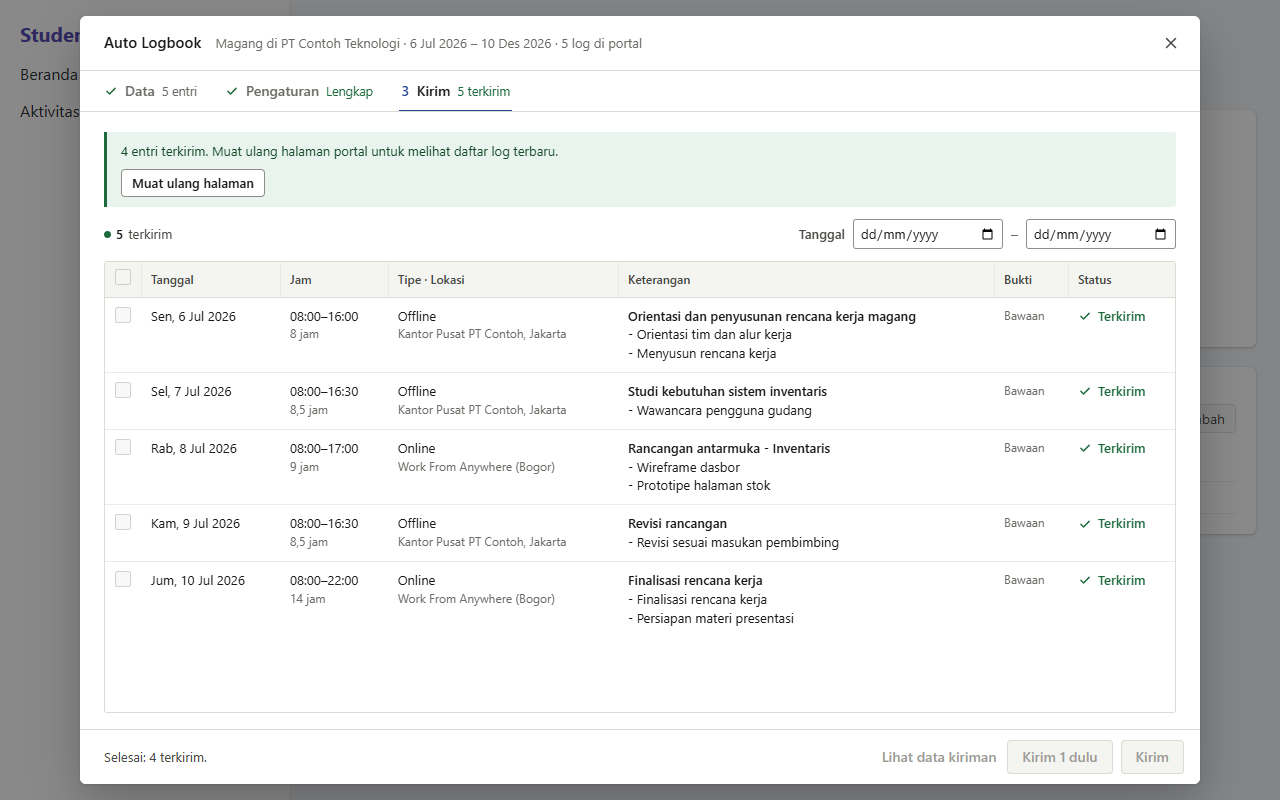 Studen
Auto Logbook Magang di PT Contoh Teknologi · 6 Jul 2026 – 10 Des 2026 · 5 log di portal
Beranda
Data 5 entri Pengaturan Lengkap 3 Kirim 5 terkirim
Aktivitas
4 entri terkirim. Muat ulang halaman portal untuk melihat daftar log terbaru.
Muat ulang halaman
5 terkirim Tanggal dd/mm/yyyy – dd/mm/yyyy
Tanggal Jam Tipe · Lokasi Keterangan Bukti Status
Sen, 6 Jul 2026 08:00–16:00 Offline Orientasi dan penyusunan rencana kerja magang Bawaan Terkirim
8 jam Kantor Pusat PT Contoh, Jakarta - Orientasi tim dan alur kerja
- Menyusun rencana kerja
Sel, 7 Jul 2026 08:00–16:30 Offline Studi kebutuhan sistem inventaris Bawaan Terkirim
8,5 jam Kantor Pusat PT Contoh, Jakarta - Wawancara pengguna gudang
bah
Rab, 8 Jul 2026 08:00–17:00 Online Rancangan antarmuka - Inventaris Bawaan Terkirim
9 jam Work From Anywhere (Bogor) - Wireframe dasbor
- Prototipe halaman stok
Kam, 9 Jul 2026 08:00–16:30 Offline Revisi rancangan Bawaan Terkirim
8,5 jam Kantor Pusat PT Contoh, Jakarta - Revisi sesuai masukan pembimbing
Jum, 10 Jul 2026 08:00–22:00 Online Finalisasi rencana kerja Bawaan Terkirim
14 jam Work From Anywhere (Bogor) - Finalisasi rencana kerja
- Persiapan materi presentasi
Selesai: 4 terkirim. Lihat data kiriman Kirim 1 dulu Kirim